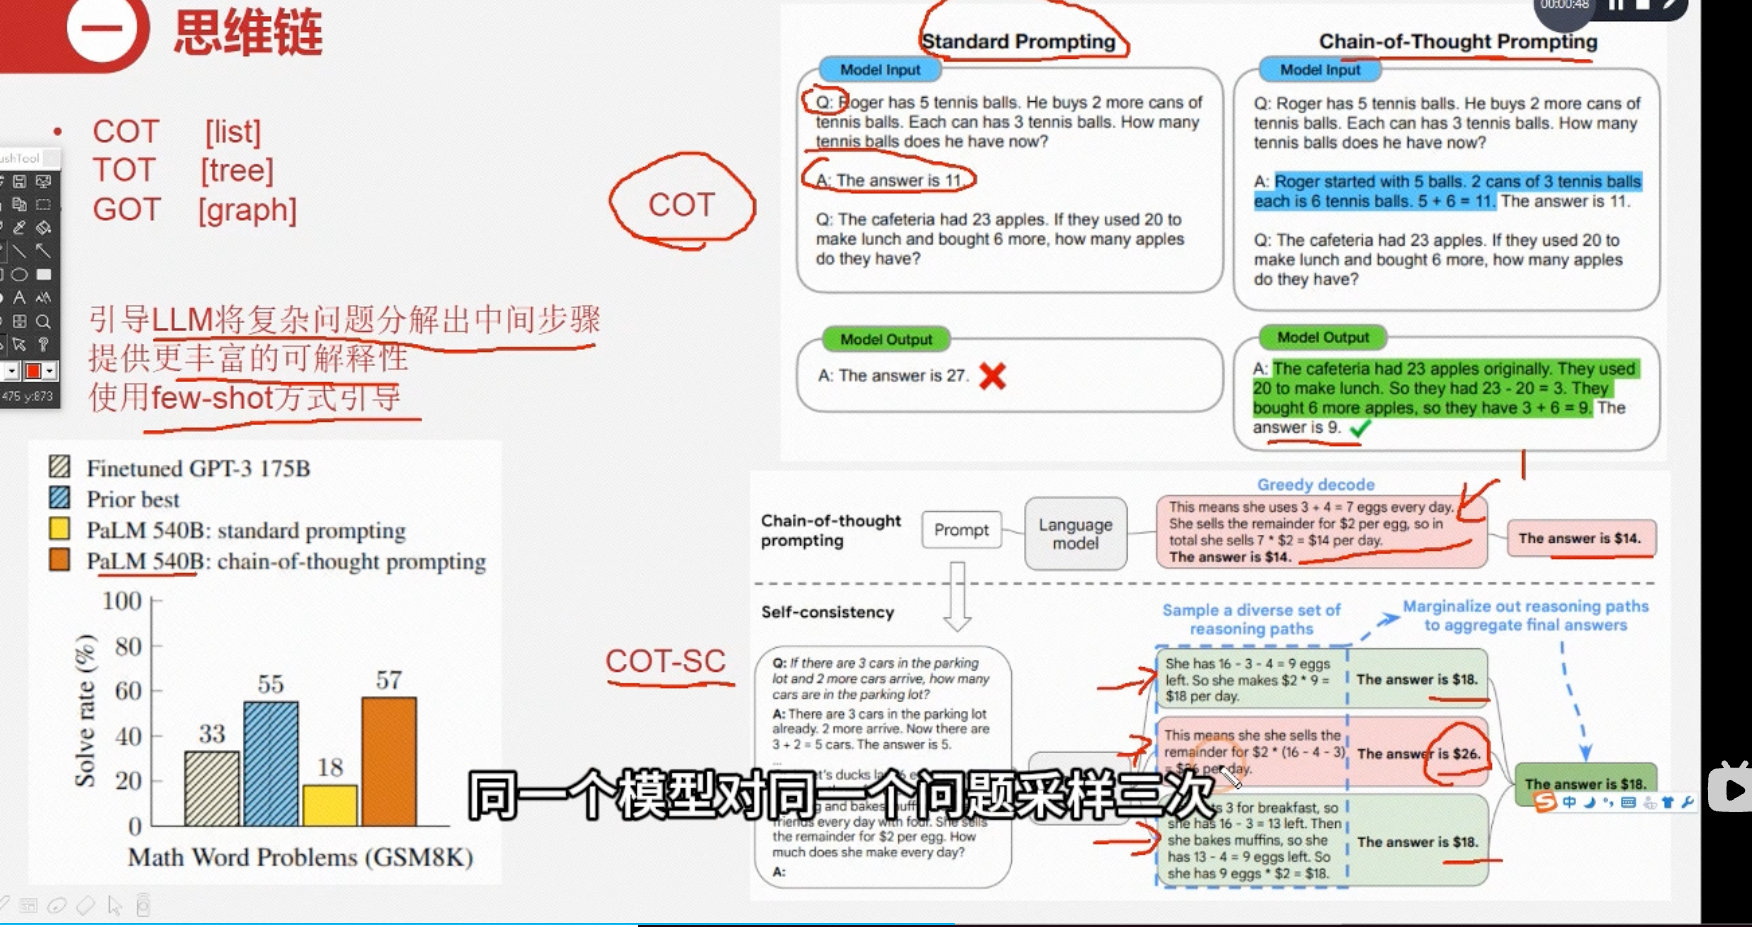 00:00:48
思维链
COT [list]
TOT [tree]
GOT [graph]
COT
引导LLM将复杂问题分解出中间步骤
提供更丰富的可解释性
使用few-shot方式引导
ushTool
475 y:873
Standard Prompting
Model Input
Q: Roger has 5 tennis balls. He buys 2 more cans of
tennis balls. Each can has 3 tennis balls. How many
tennis balls does he have now?
A: The answer is 11.
Q: The cafeteria had 23 apples. If they used 20 to
make lunch and bought 6 more, how many apples
do they have?
Model Output
A: The answer is 27.
Chain-of-Thought Prompting
Model Input
Q: Roger has 5 tennis balls. He buys 2 more cans of
tennis balls. Each can has 3 tennis balls. How many
tennis balls does he have now?
A: Roger started with 5 balls. 2 cans of 3 tennis balls
each is 6 tennis balls. 5 + 6 = 11. The answer is 11.
Q: The cafeteria had 23 apples. If they used 20 to
make lunch and bought 6 more, how many apples
do they have?
Model Output
A: The cafeteria had 23 apples originally. They used
20 to make lunch. So they had 23 - 20 = 3. They
bought 6 more apples, so they have 3 + 6 = 9. The
answer is 9.
Finetuned GPT-3 175B
Prior best
PaLM 540B: standard prompting
PaLM 540B: chain-of-thought prompting
Solve rate (%)
100
80
60
40
20
0
33
55
18
57
Math Word Problems (GSM8K)
Chain-of-thought
prompting
Prompt
Language
model
Greedy decode
This means she uses 3 + 4 = 7 eggs every day.
She sells the remainder for $2 per egg, so in
total she sells 7 * $2 = $14 per day.
The answer is $14.
The answer is $14.
COT-SC
Self-consistency
Q: If there are 3 cars in the parking
lot and 2 more cars arrive, how many
cars are in the parking lot?
A: There are 3 cars in the parking lot
already. 2 more arrive. Now there are
3 + 2 = 5 cars. The answer is 5.
...
friends every day with four. She sells
the remainder for $2 per egg. How
much does she make every day?
A:
Sample a diverse set of
reasoning paths
Marginalize out reasoning paths
to aggregate final answers
She has 16 - 3 - 4 = 9 eggs
left. So she makes $2 * 9 =
$18 per day.
The answer is $18.
This means she she sells the
remainder for $2 * (16 - 4 - 3)
per day.
The answer is $26.
3 for breakfast, so
she has 16 - 3 = 13 left. Then
she bakes muffins, so she
has 13 - 4 = 9 eggs left. So
she has 9 eggs * $2 = $18.
The answer is $18.
The answer is $18.
同一个模型对同一个问题采样三次
中